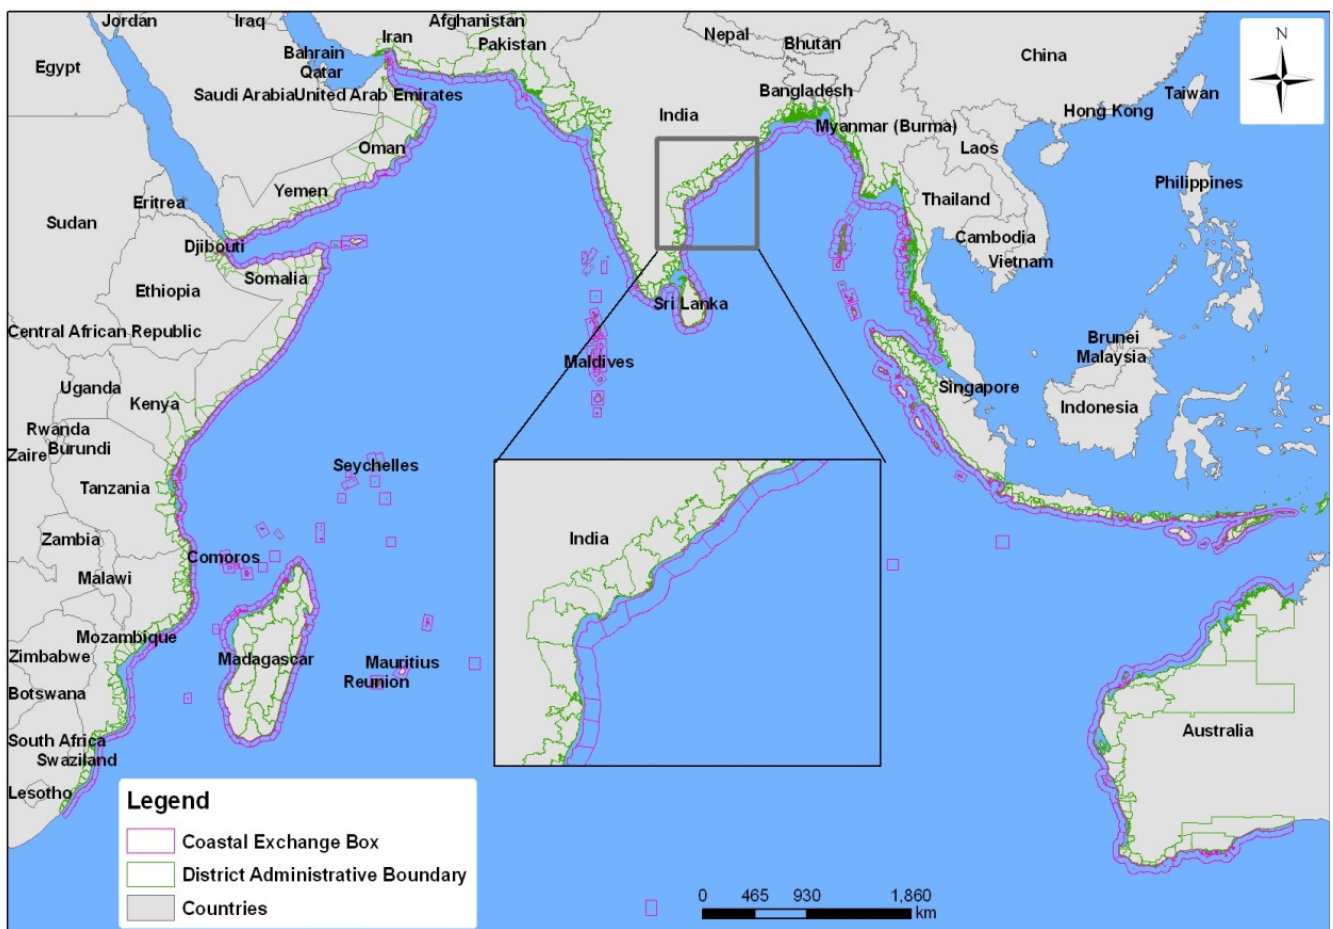 Jordan
Iraq
Iran
Afghanistan
Pakistan
Nepal
Bhutan
China
Bahrain
Qatar
Egypt
Saudi Arabia
United Arab Emirates
Bangladesh
Taiwan
Hong Kong
India
Myanmar (Burma)
Laos
Oman
Yemen
Eritrea
Sudan
Thailand
Philippines
Djibouti
Cambodia
Vietnam
Somalia
Ethiopia
Sri Lanka
Central African Republic
Maldives
Brunei
Malaysia
Uganda
Kenya
Singapore
Indonesia
Rwanda
Burundi
Zaire
Seychelles
Tanzania
Zambia
Comoros
India
Malawi
Mozambique
Zimbabwe
Madagascar
Mauritius
Reunion
Botswana
Australia
South Africa
Swaziland
Lesotho
N
Legend
Coastal Exchange Box
District Administrative Boundary
Countries
0 465 930 1,860
km